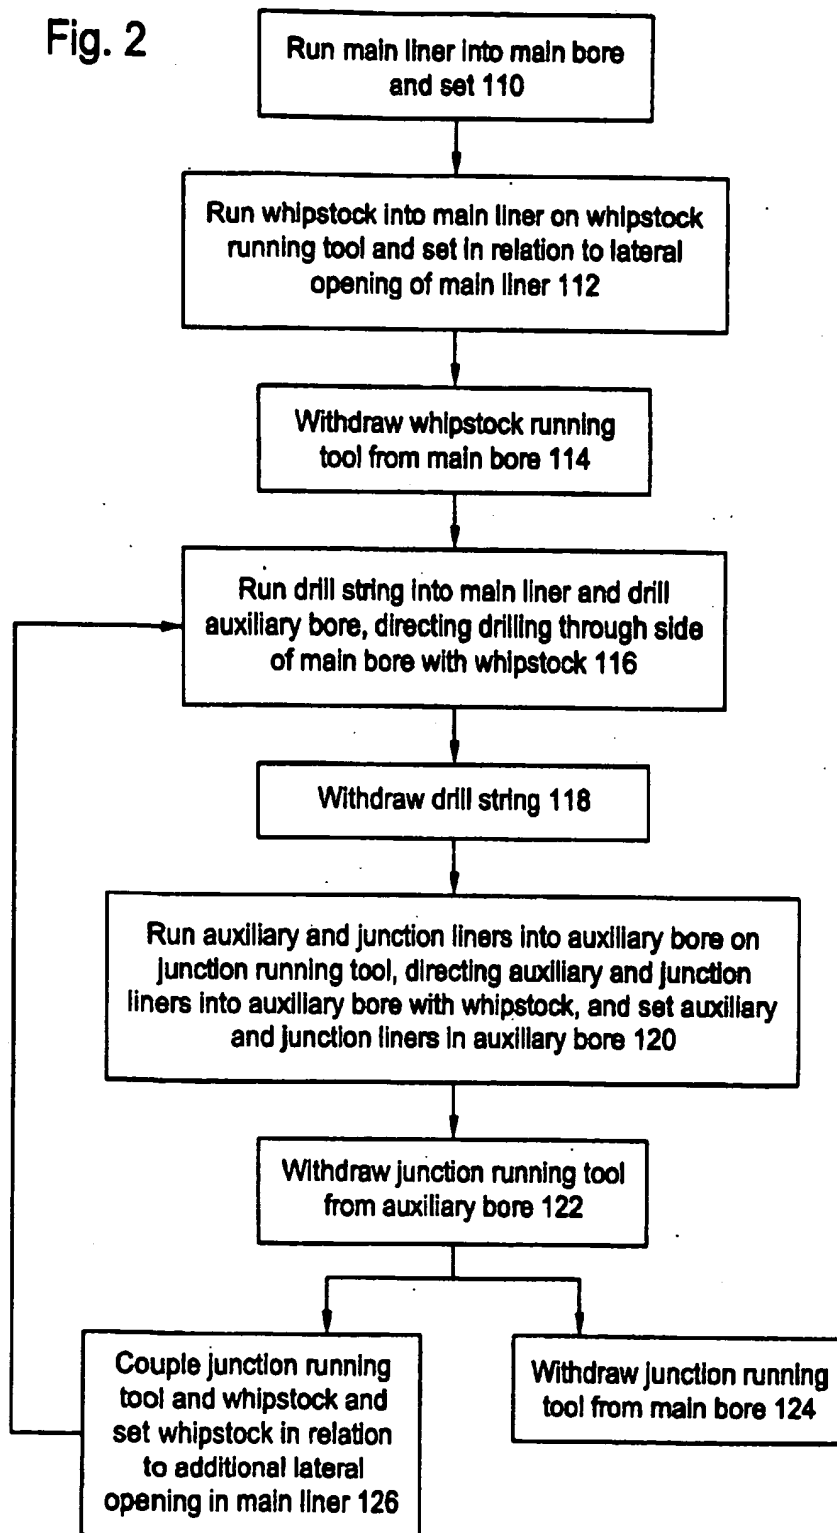 Fig. 2
Run main liner into main bore
and set 110
Run whipstock into main liner on whipstock
running tool and set in relation to lateral
opening of main liner 112
Withdraw whipstock running
tool from main bore 114
Run drill string into main liner and drill
auxiliary bore, directing drilling through side
of main bore with whipstock 116
Withdraw drill string 118
Run auxiliary and junction liners into auxiliary bore on
junction running tool, directing auxiliary and junction
liners into auxiliary bore with whipstock, and set auxiliary
and junction liners in auxiliary bore 120
Withdraw junction running tool
from auxiliary bore 122
Couple junction running
tool and whipstock and
set whipstock in relation
to additional lateral
opening in main liner 126
Withdraw junction running
tool from main bore 124